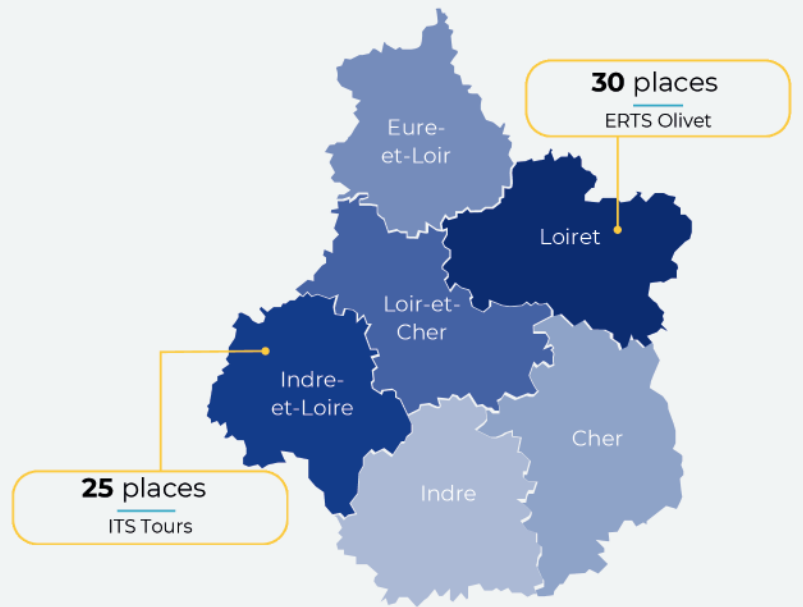 30 places
ERTS Olivet
Eure-
et-Loir
Loiret
Loir-et-
Cher
Indre-
et-Loire
Cher
Indre
25 places
ITS Tours